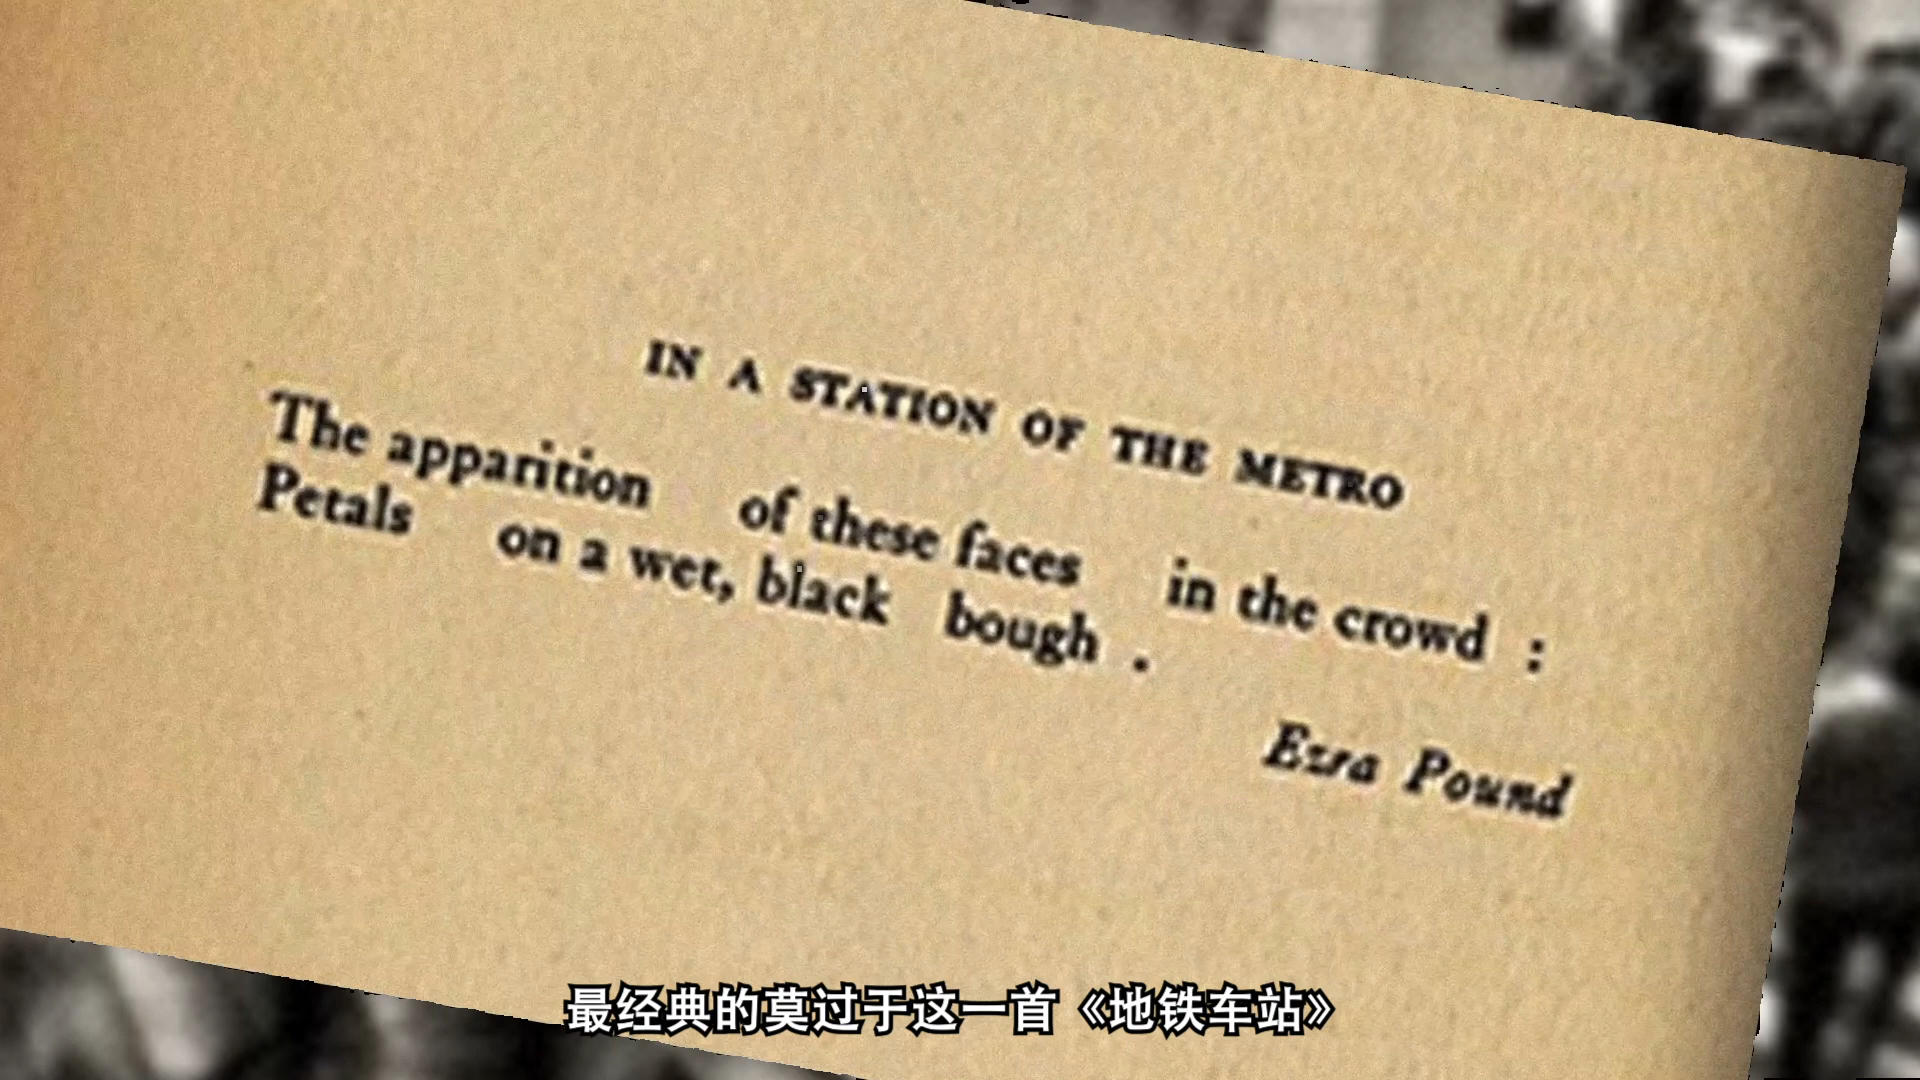 IN A STATION OF THE METRO
The apparition of these faces in the crowd :
Petals on a wet, black bough .
Ezra Pound
最经典的莫过于这一首《地铁车站》